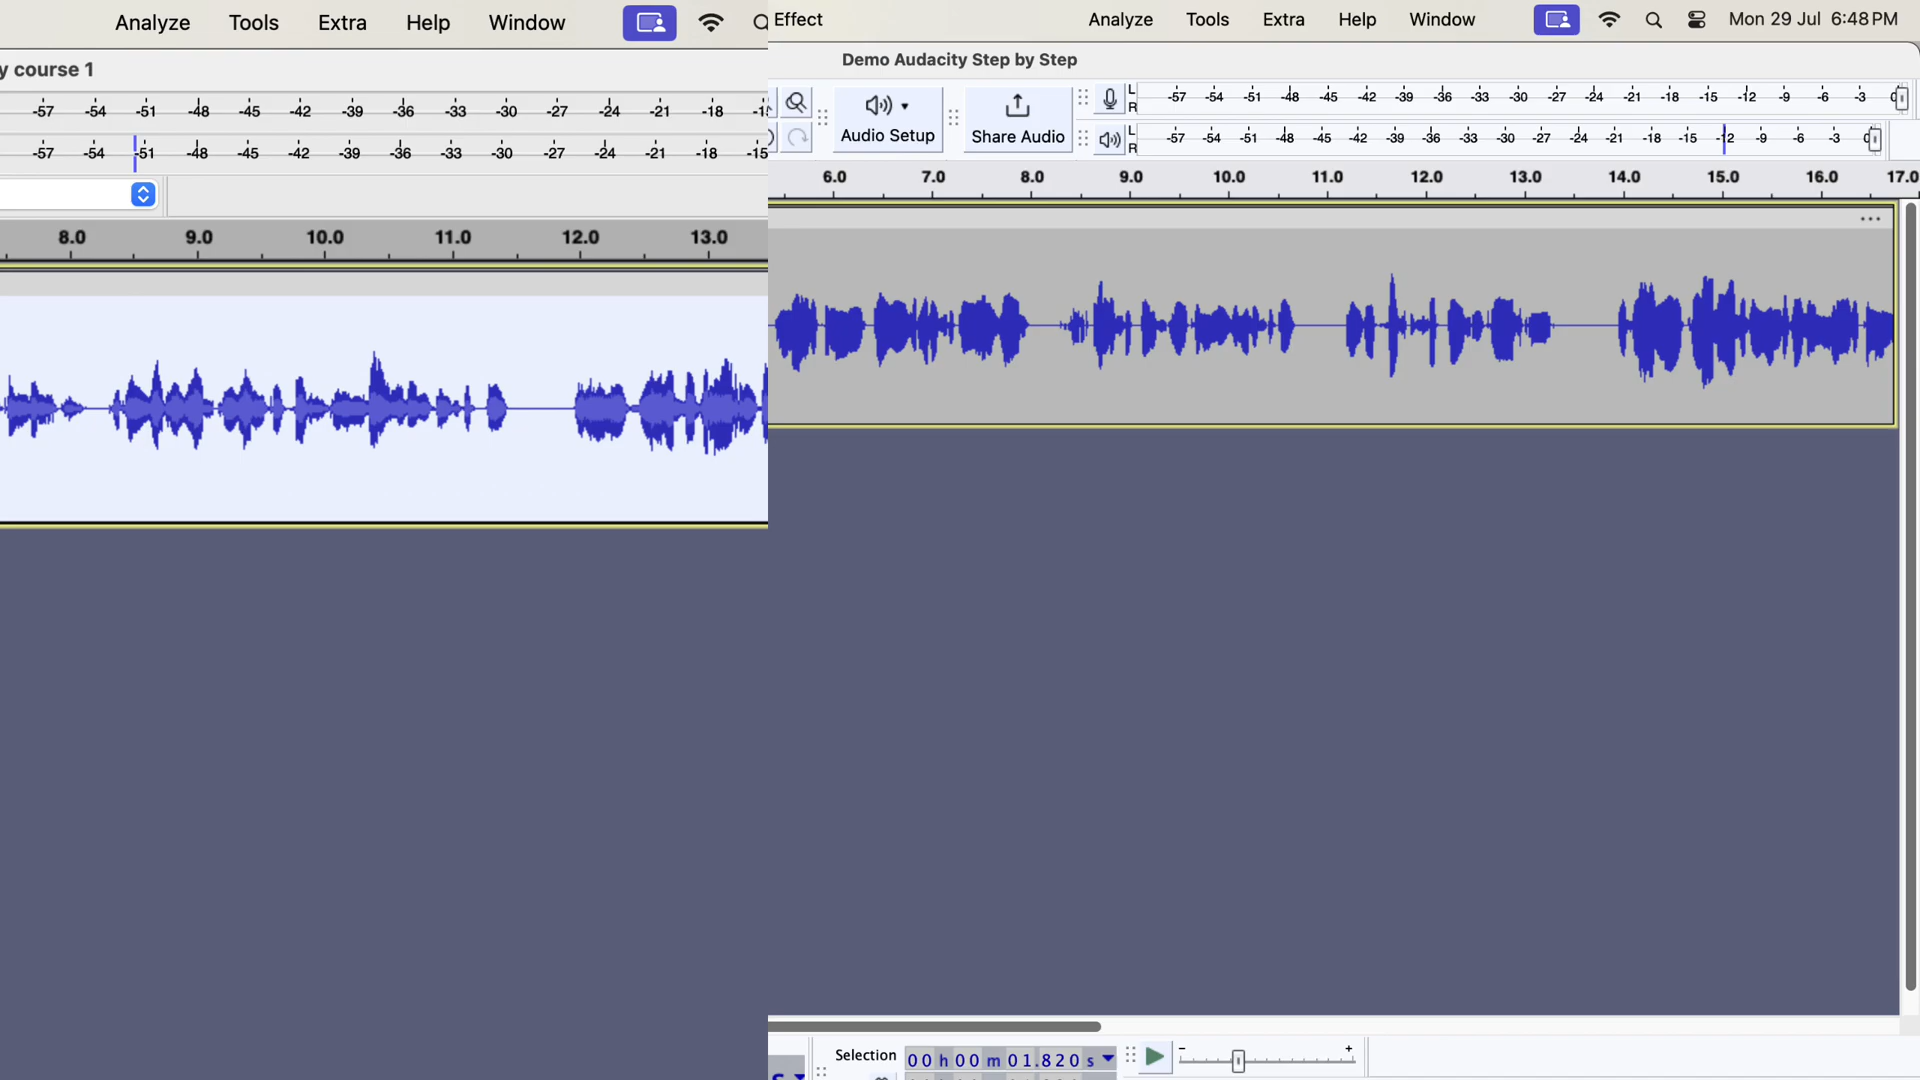 Analyze Tools Extra Help Window
y course 1
-57 -54 -51 -48 -45 -42 -39 -36 -33 -30 -27 -24 -21 -18
-57 -54 -51 -48 -45 -42 -39 -36 -33 -30 -27 -24 -21 -18 -15
8.0 9.0 10.0 11.0 12.0 13.0
Effect Analyze Tools Extra Help Window Mon 29 Jul 6:48 PM
Demo Audacity Step by Step
L -57 -54 -51 -48 -45 -42 -39 -36 -33 -30 -27 -24 -21 -18 -15 -12 -9 -6 -3 0
R
Audio Setup Share Audio
L -57 -54 -51 -48 -45 -42 -39 -36 -33 -30 -27 -24 -21 -18 -15 -12 -9 -6 -3 0
R
6.0 7.0 8.0 9.0 10.0 11.0 12.0 13.0 14.0 15.0 16.0 17.0
Selection 00 h 00 m 01.820 s - +